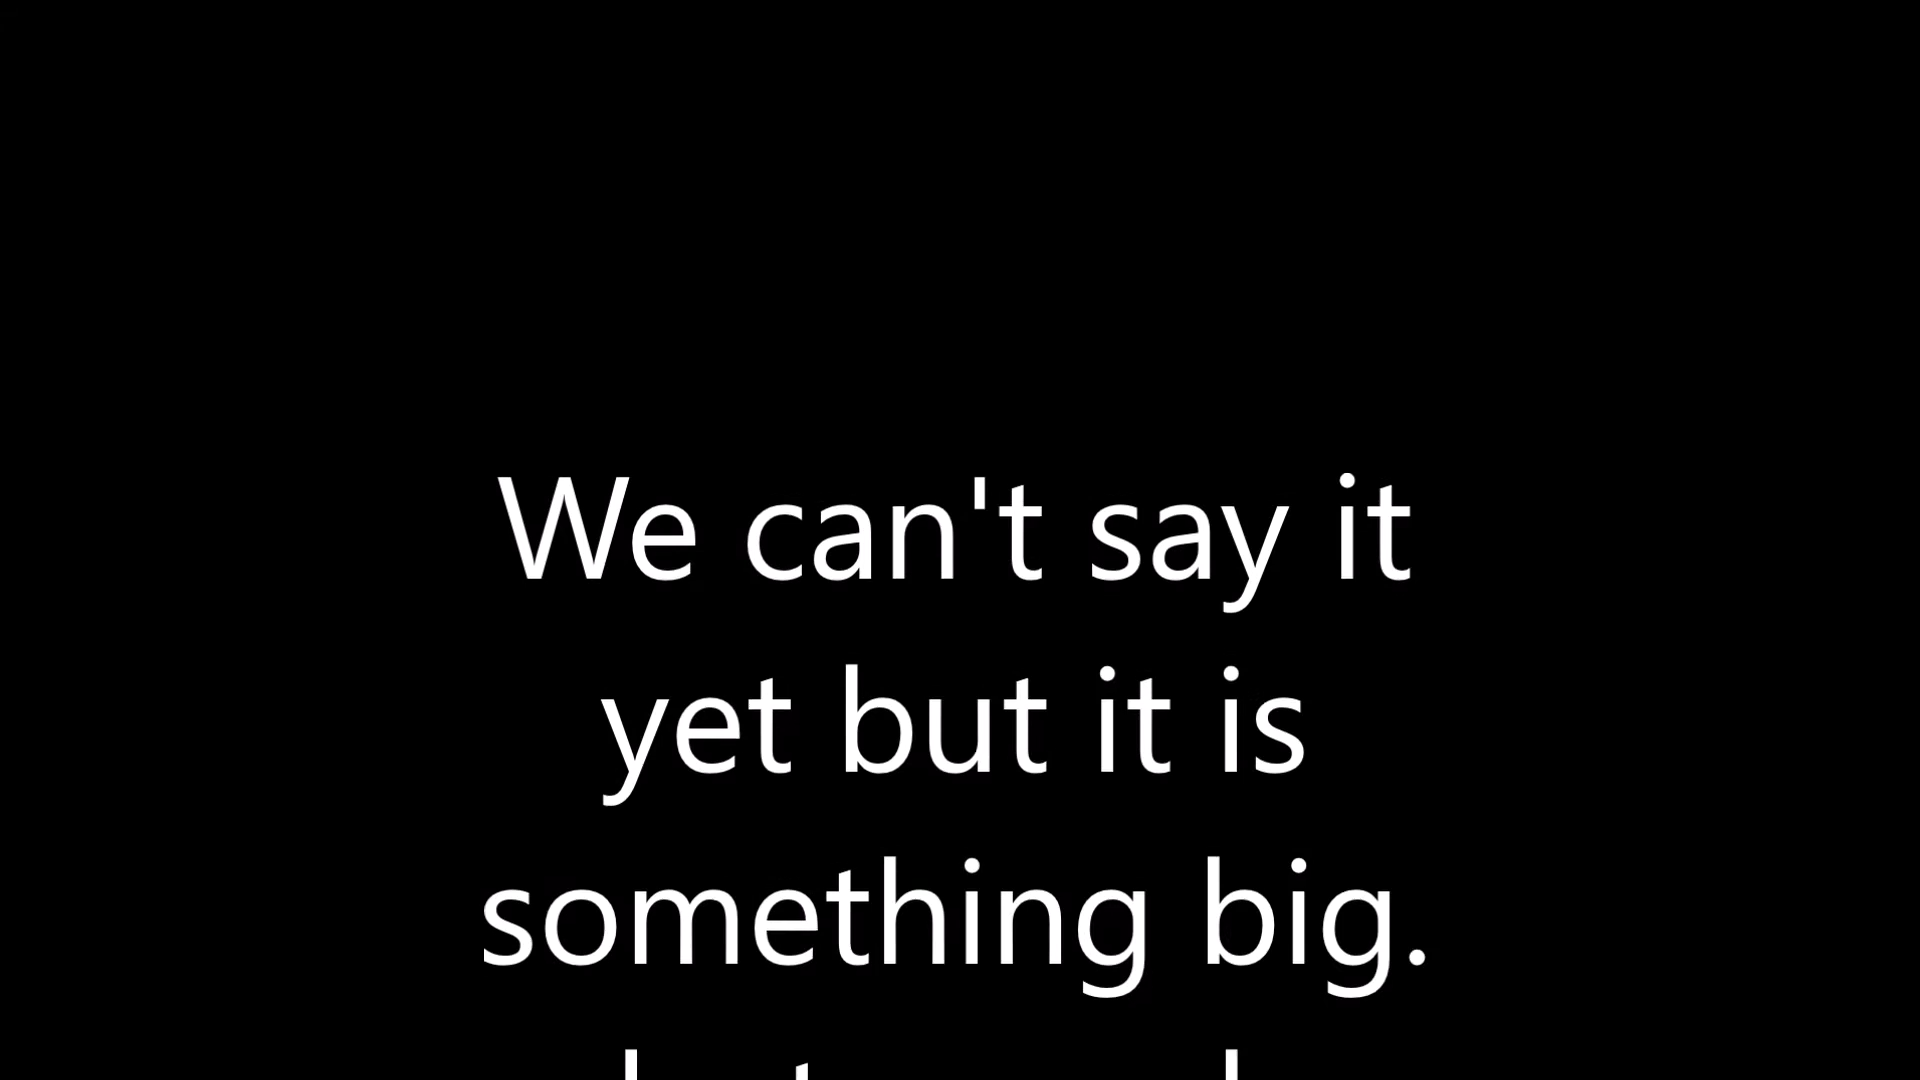 We can't say it
yet but it is
something big.